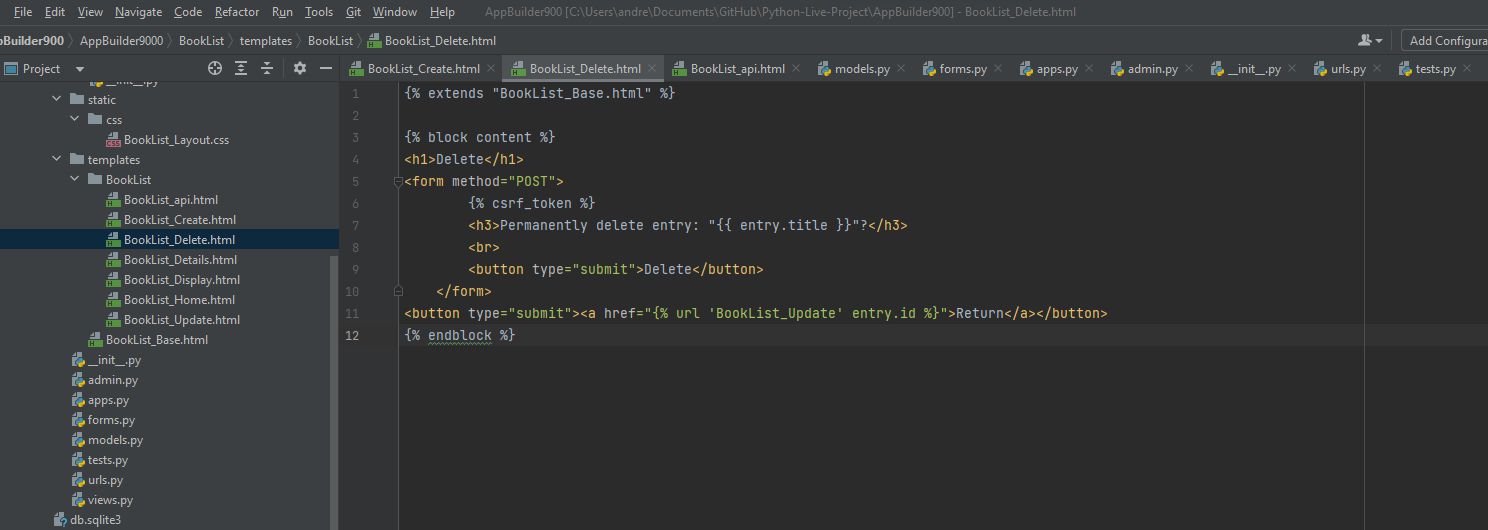 File Edit View Navigate Code Refactor Run Tools Git Window Help AppBuilder900 [C:\Users\andre\Documents\GitHub\Python-Live-Project\AppBuilder900] - BookList_Delete.html
pBuilder900 AppBuilder9000 BookList templates BookList BookList_Delete.html Add Configura
Project BookList_Create.html BookList_Delete.html BookList_api.html models.py forms.py apps.py admin.py __init__.py urls.py tests.py
__init__.py
static
css
BookList_Layout.css
templates
BookList
BookList_api.html
BookList_Create.html
BookList_Delete.html
BookList_Details.html
BookList_Display.html
BookList_Home.html
BookList_Update.html
BookList_Base.html
__init__.py
admin.py
apps.py
forms.py
models.py
tests.py
urls.py
views.py
db.sqlite3
1 {% extends "BookList_Base.html" %}
2
3 {% block content %}
4 <h1>Delete</h1>
5 <form method="POST">
6 {% csrf_token %}
7 <h3>Permanently delete entry: "{{ entry.title }}"?</h3>
8 <br>
9 <button type="submit">Delete</button>
10 </form>
11 <button type="submit"><a href="{% url 'BookList_Update' entry.id %}">Return</a></button>
12 {% endblock %}